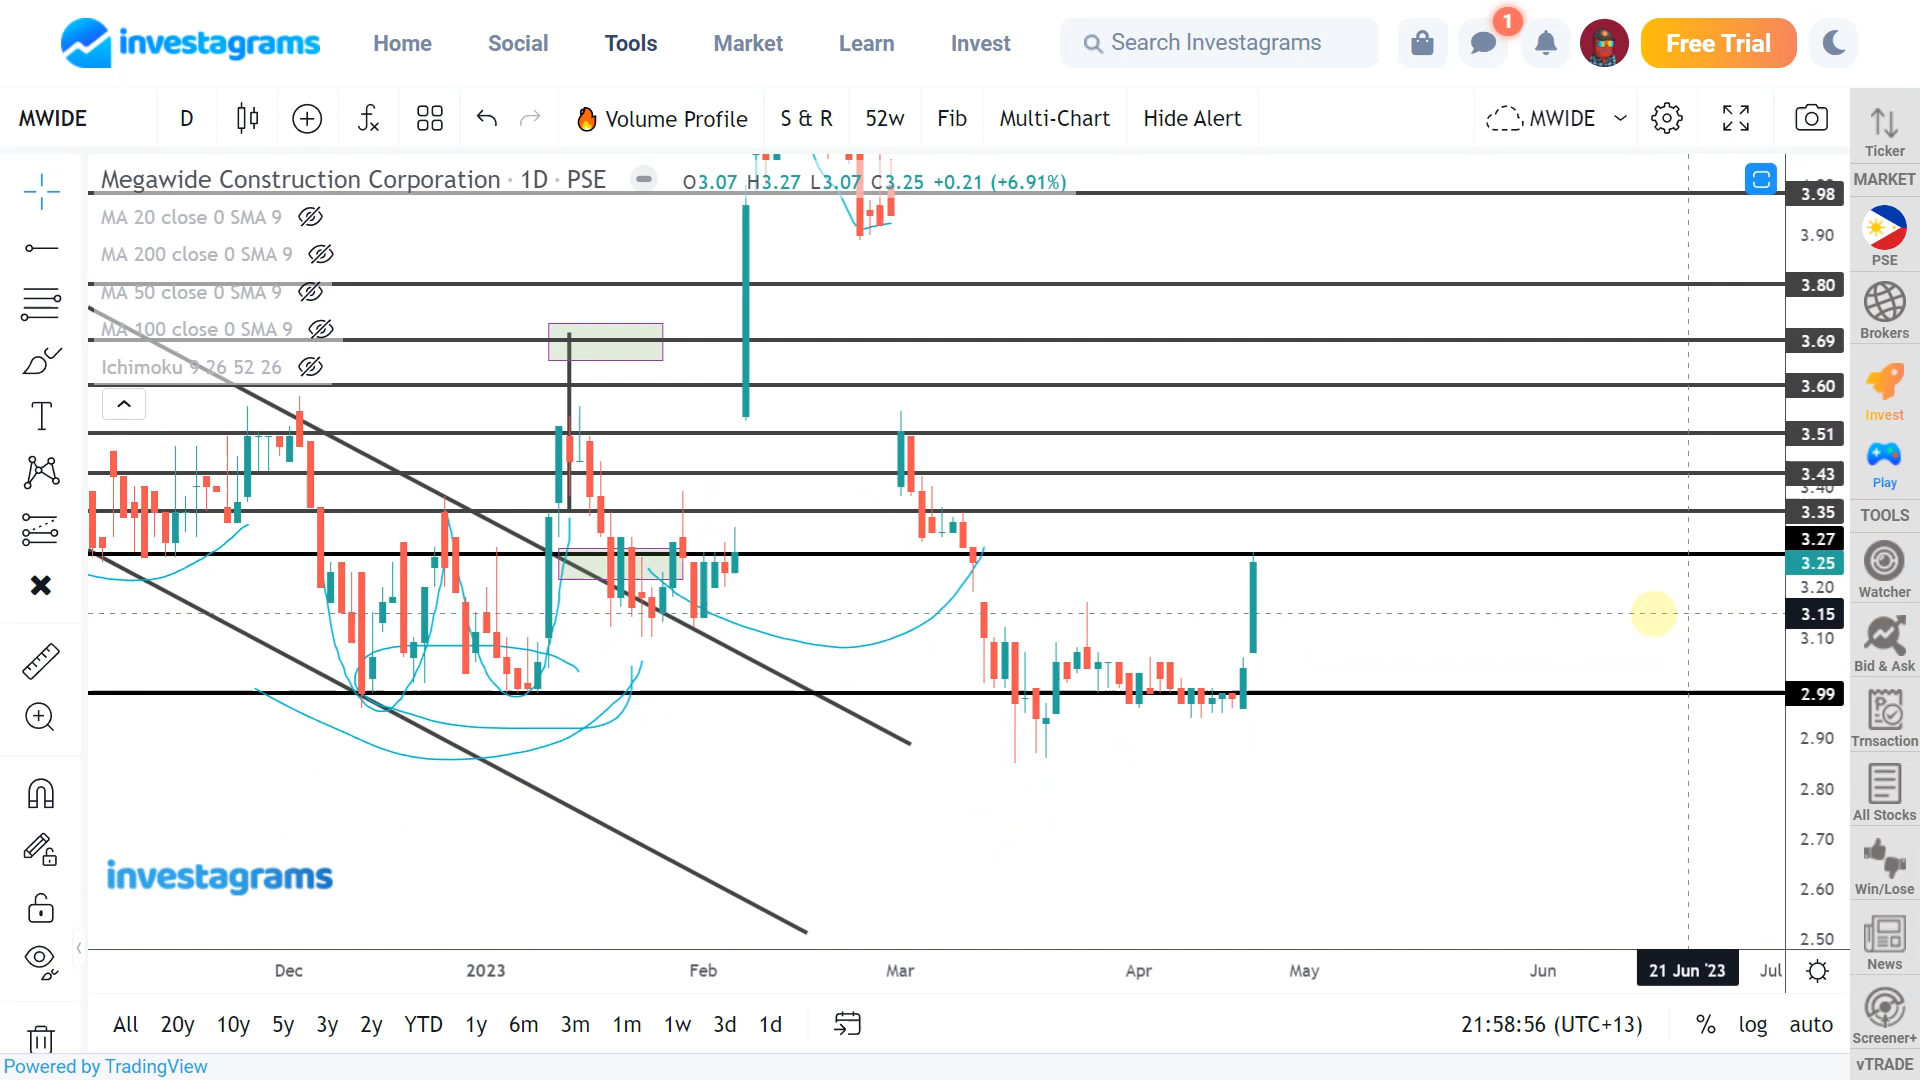 investagrams
Home Social Tools Market Learn Invest
Search Investagrams
1
Free Trial
MWIDE D Volume Profile S & R 52w Fib Multi-Chart Hide Alert MWIDE
Megawide Construction Corporation · 1D · PSE
O3.07 H3.27 L3.07 C3.25 +0.21 (+6.91%)
MA 20 close 0 SMA 9
MA 200 close 0 SMA 9
MA 50 close 0 SMA 9
MA 100 close 0 SMA 9
Ichimoku 9 26 52 26
3.98
3.90
3.80
3.69
3.60
3.51
3.43
3.40
3.35
3.27
3.25
3.20
3.15
3.10
2.99
2.90
2.80
2.70
2.60
2.50
investagrams
Dec 2023 Feb Mar Apr May Jun 21 Jun '23 Jul
All 20y 10y 5y 3y 2y YTD 1y 6m 3m 1m 1w 3d 1d
21:58:56 (UTC+13) % log auto
Powered by TradingView
Ticker
MARKET
PSE
Brokers
Invest
Play
TOOLS
Watcher
Bid & Ask
Trnsaction
All Stocks
Win/Lose
News
Screener+
vTRADE